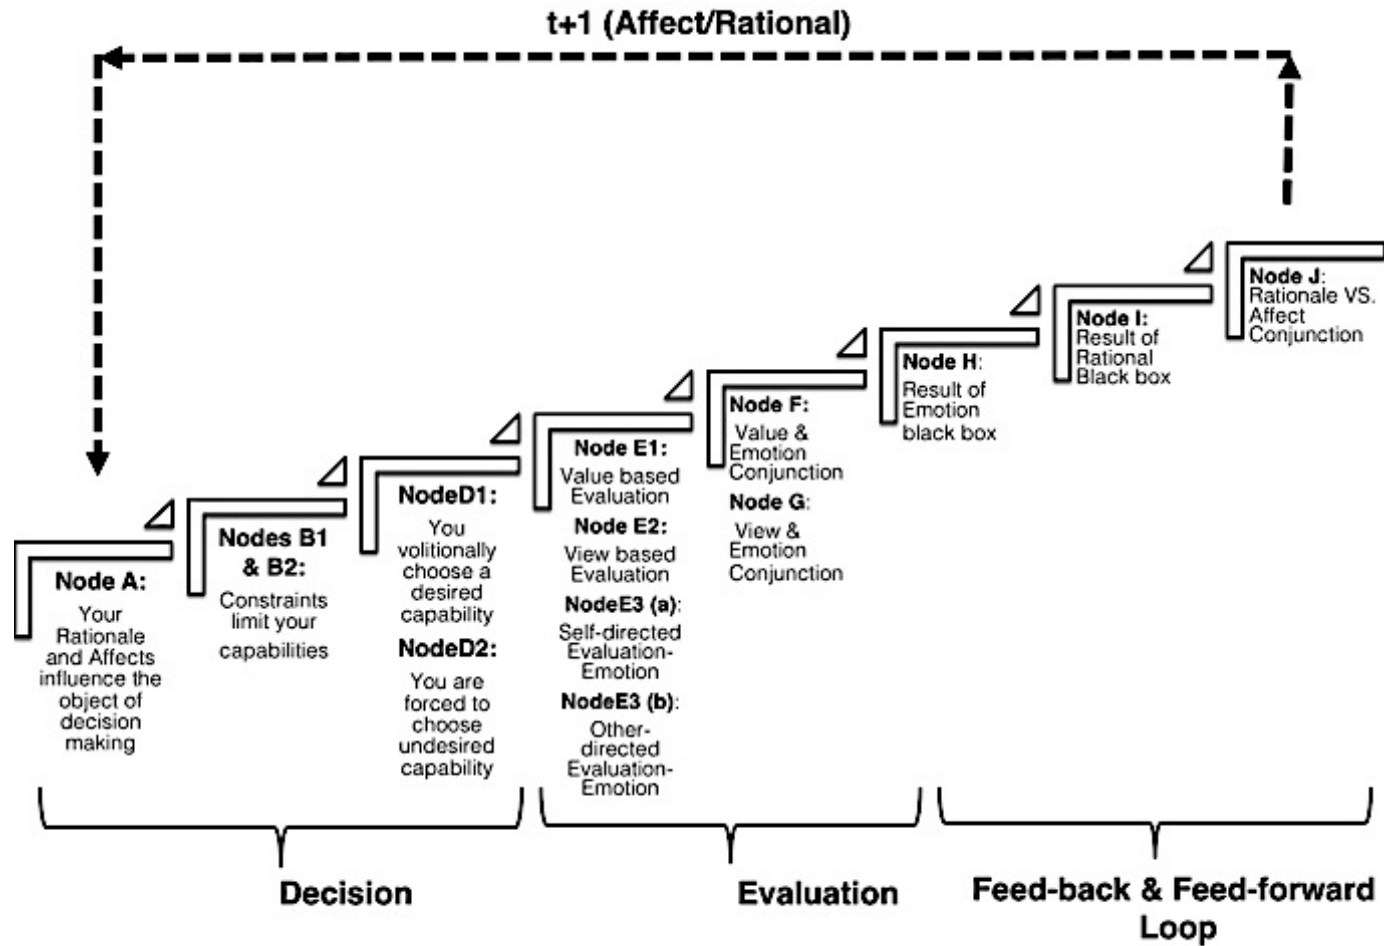 t+1 (Affect/Rational)
Node A:
Your
Rationale
and Affects
influence the
object of
decision
making
Nodes B1
& B2:
Constraints
limit your
capabilities
NodeD1:
You
volitionally
choose a
desired
capability
NodeD2:
You are
forced to
choose
undesired
capability
Node E1:
Value based
Evaluation
Node E2:
View based
Evaluation
NodeE3 (a):
Self-directed
Evaluation-
Emotion
NodeE3 (b):
Other-
directed
Evaluation-
Emotion
Node F:
Value &
Emotion
Conjunction
Node G:
View &
Emotion
Conjunction
Node H:
Result of
Emotion
black box
Node I:
Result of
Rational
Black box
Node J:
Rationale VS.
Affect
Conjunction
Decision
Evaluation
Feed-back & Feed-forward
Loop